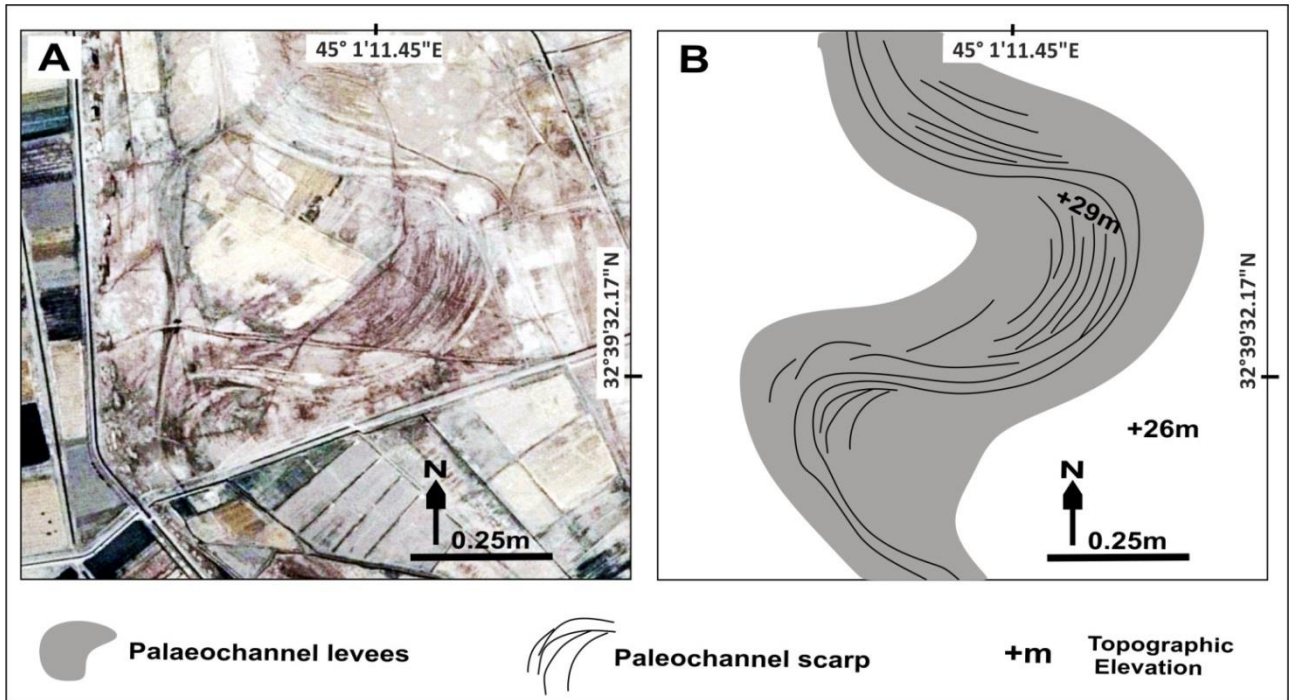 A
45° 1'11.45"E
32°39'32.17"N
N
0.25m
B
45° 1'11.45"E
+29m
32°39'32.17"N
+26m
N
0.25m
Palaeochannel levees
Paleochannel scarp
+m
Topographic
Elevation